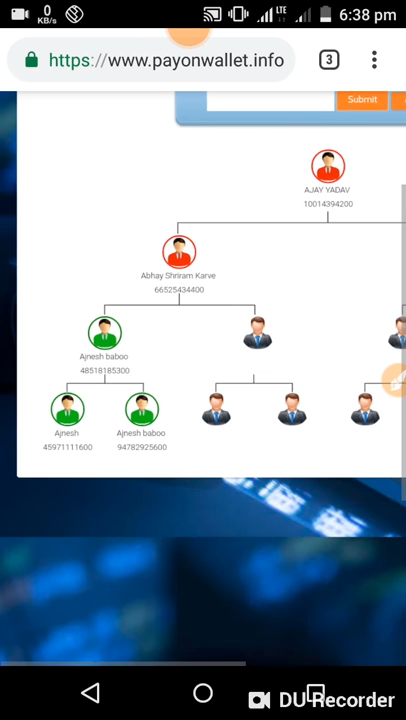 0
KB/s
LTE
6:38 pm
https://www.payonwallet.info
3
Submit
AJAY YADAV
10014394200
Abhay Shriram Karve
66525434400
Ajnesh baboo
48518185300
Ajnesh
45971111600
Ajnesh baboo
94782925600
DU Recorder